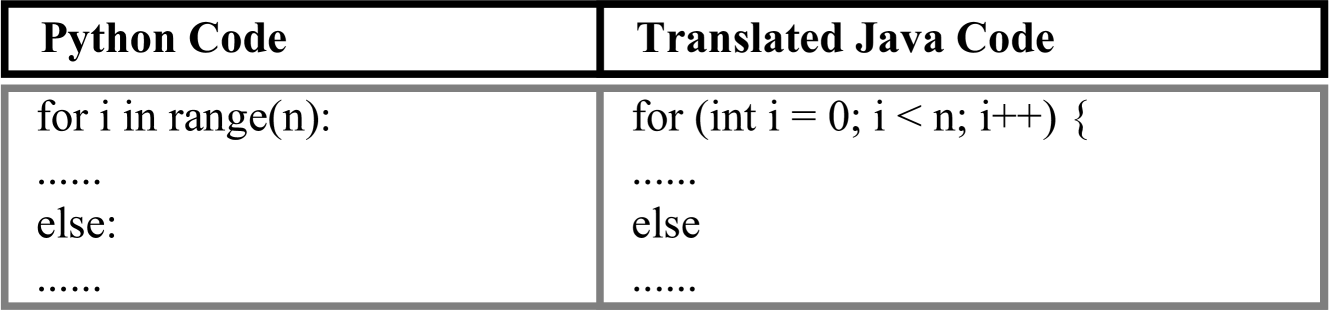 Python Code
Translated Java Code
for i in range(n):
......
else:
......
for (int i = 0; i < n; i++) {
......
else
......